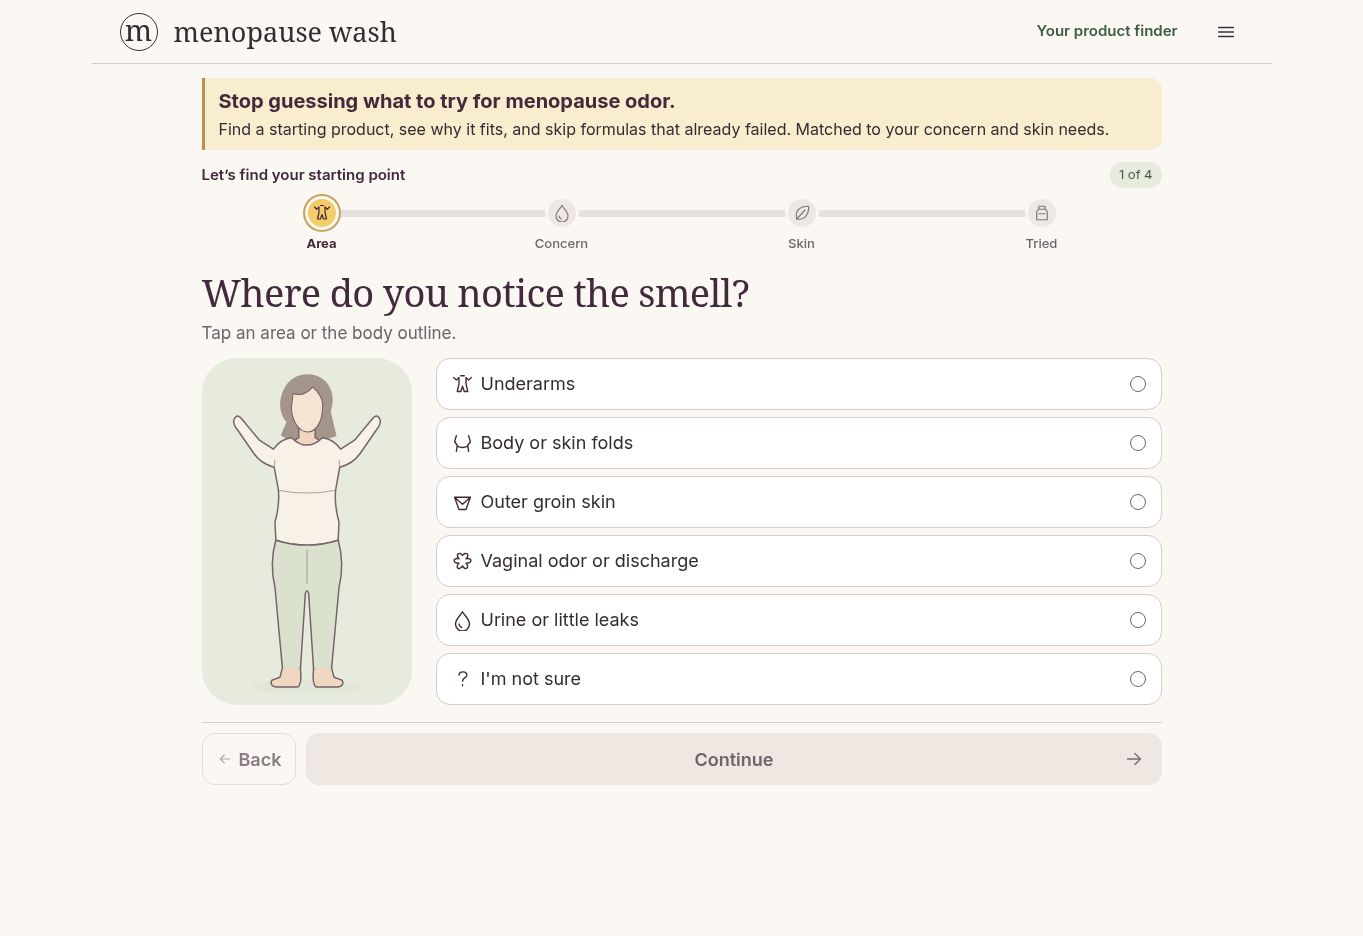 m menopause wash
Your product finder
Stop guessing what to try for menopause odor.
Find a starting product, see why it fits, and skip formulas that already failed. Matched to your concern and skin needs.
Let’s find your starting point
1 of 4
Area
Concern
Skin
Tried
Where do you notice the smell?
Tap an area or the body outline.
Underarms
Body or skin folds
Outer groin skin
Vaginal odor or discharge
Urine or little leaks
? I'm not sure
← Back
Continue →